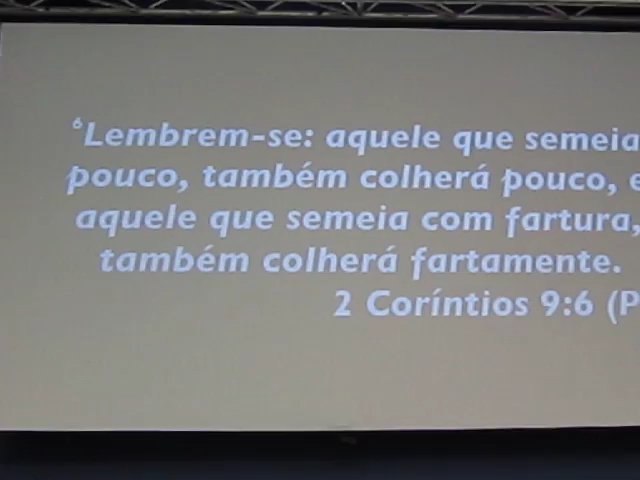 ⁶Lembrem-se: aquele que semeia
pouco, também colherá pouco, e
aquele que semeia com fartura,
também colherá fartamente.
2 Coríntios 9:6 (P